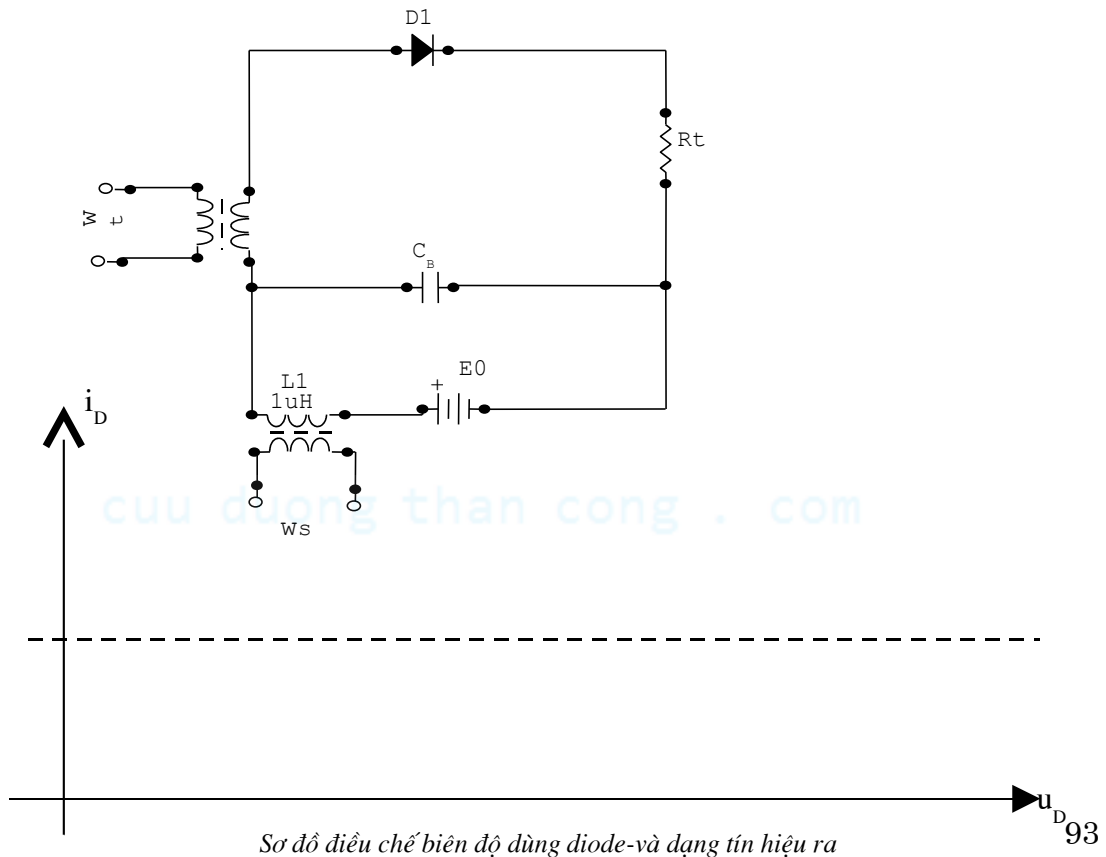 D1
Rt
W t
C B
E0
+
L1
1uH
i D
cuu duong than cong . com
Ws
u D
93
Sơ đồ điều chế biên độ dùng diode-và dạng tín hiệu ra